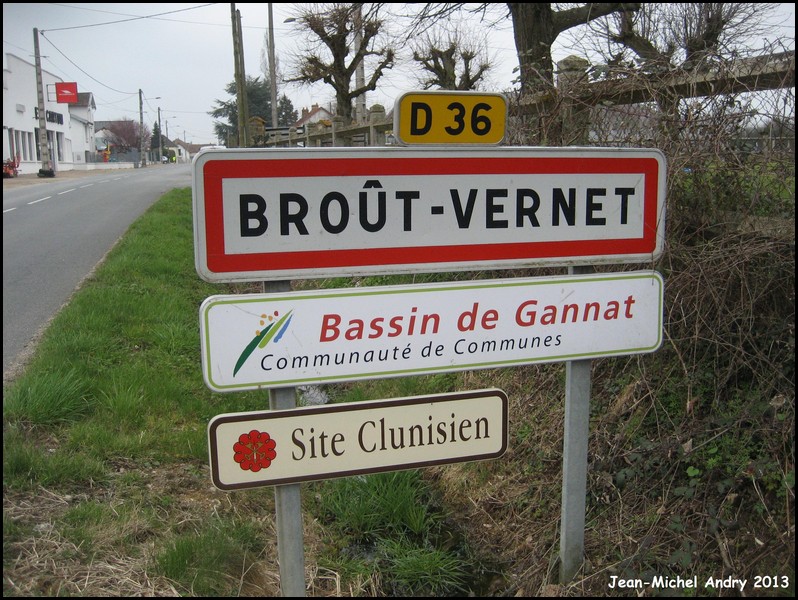 D 36
BROÛT-VERNET
Bassin de Gannat
Communauté de Communes
Site Clunisien
Jean-Michel Andry 2013